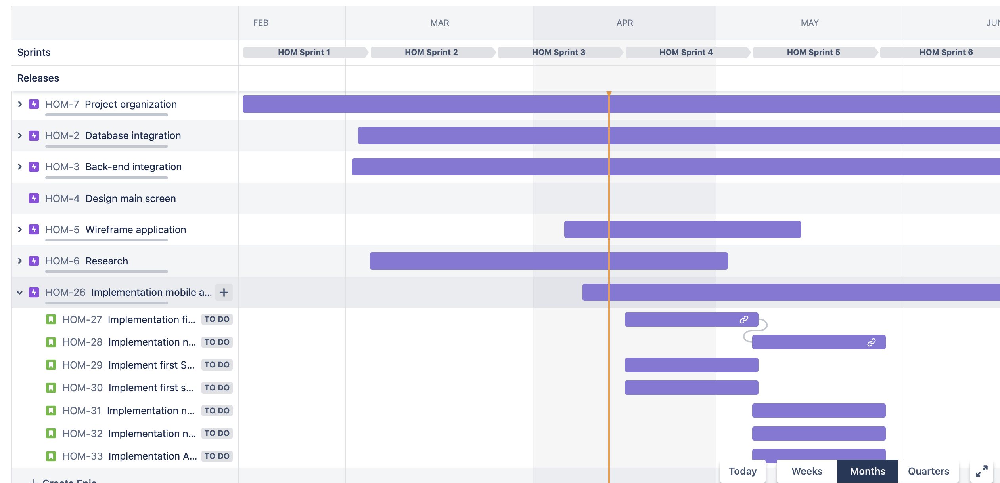 FEB MAR APR MAY JUN
Sprints HOM Sprint 1 HOM Sprint 2 HOM Sprint 3 HOM Sprint 4 HOM Sprint 5 HOM Sprint 6
Releases
HOM-7 Project organization
HOM-2 Database integration
HOM-3 Back-end integration
HOM-4 Design main screen
HOM-5 Wireframe application
HOM-6 Research
HOM-26 Implementation mobile a...
HOM-27 Implementation fi... TO DO
HOM-28 Implementation n... TO DO
HOM-29 Implement first S... TO DO
HOM-30 Implement first s... TO DO
HOM-31 Implementation n... TO DO
HOM-32 Implementation n... TO DO
HOM-33 Implementation A... TO DO
Today Weeks Months Quarters
Create Epic